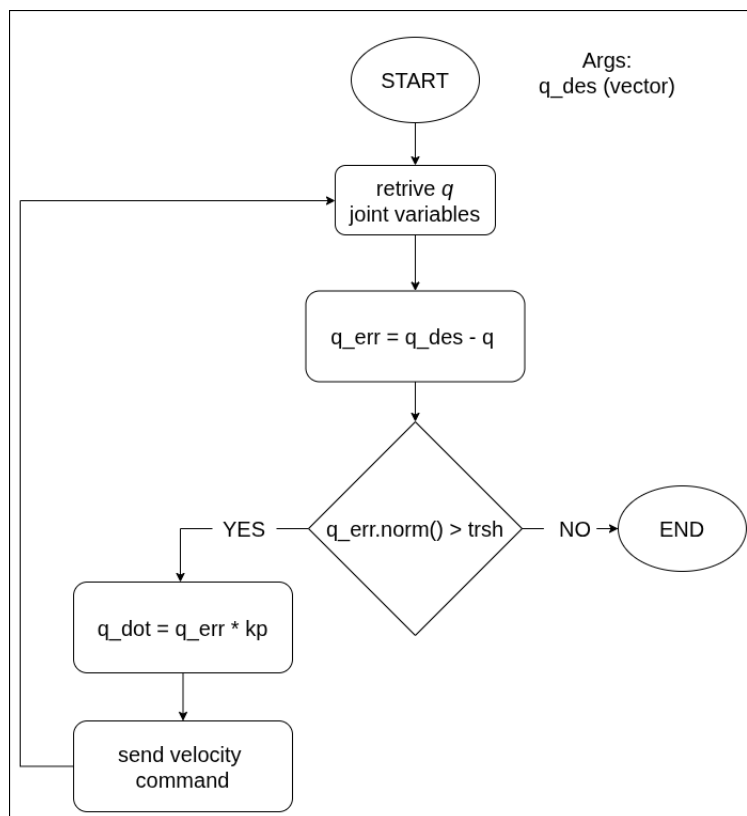 START
Args:
q_des (vector)
retrive q
joint variables
q_err = q_des - q
q_err.norm() > trsh
YES
NO
END
q_dot = q_err * kp
send velocity
command